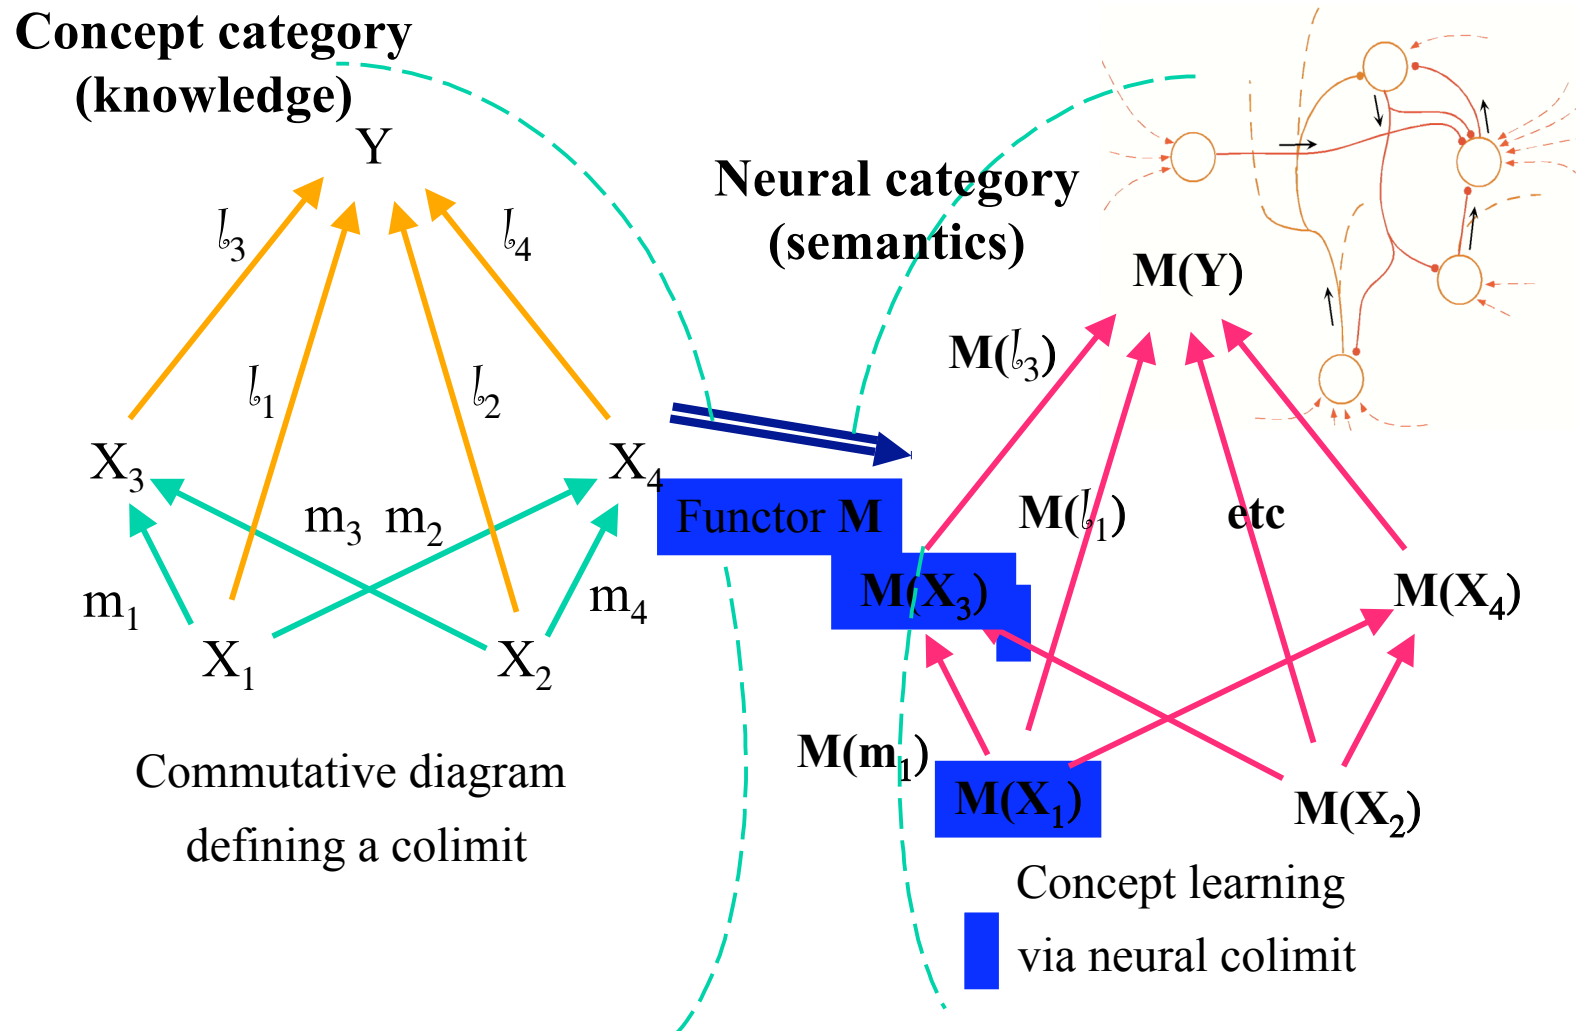 Concept category
(knowledge)
Y
l3
l4
l1
l2
X3
X4
m3
m2
m1
m4
X1
X2
Commutative diagram
defining a colimit
Functor M
Neural category
(semantics)
M(Y)
M(l3)
M(l1)
etc
M(X3)
M(X4)
M(m1)
M(X1)
M(X2)
Concept learning
via neural colimit